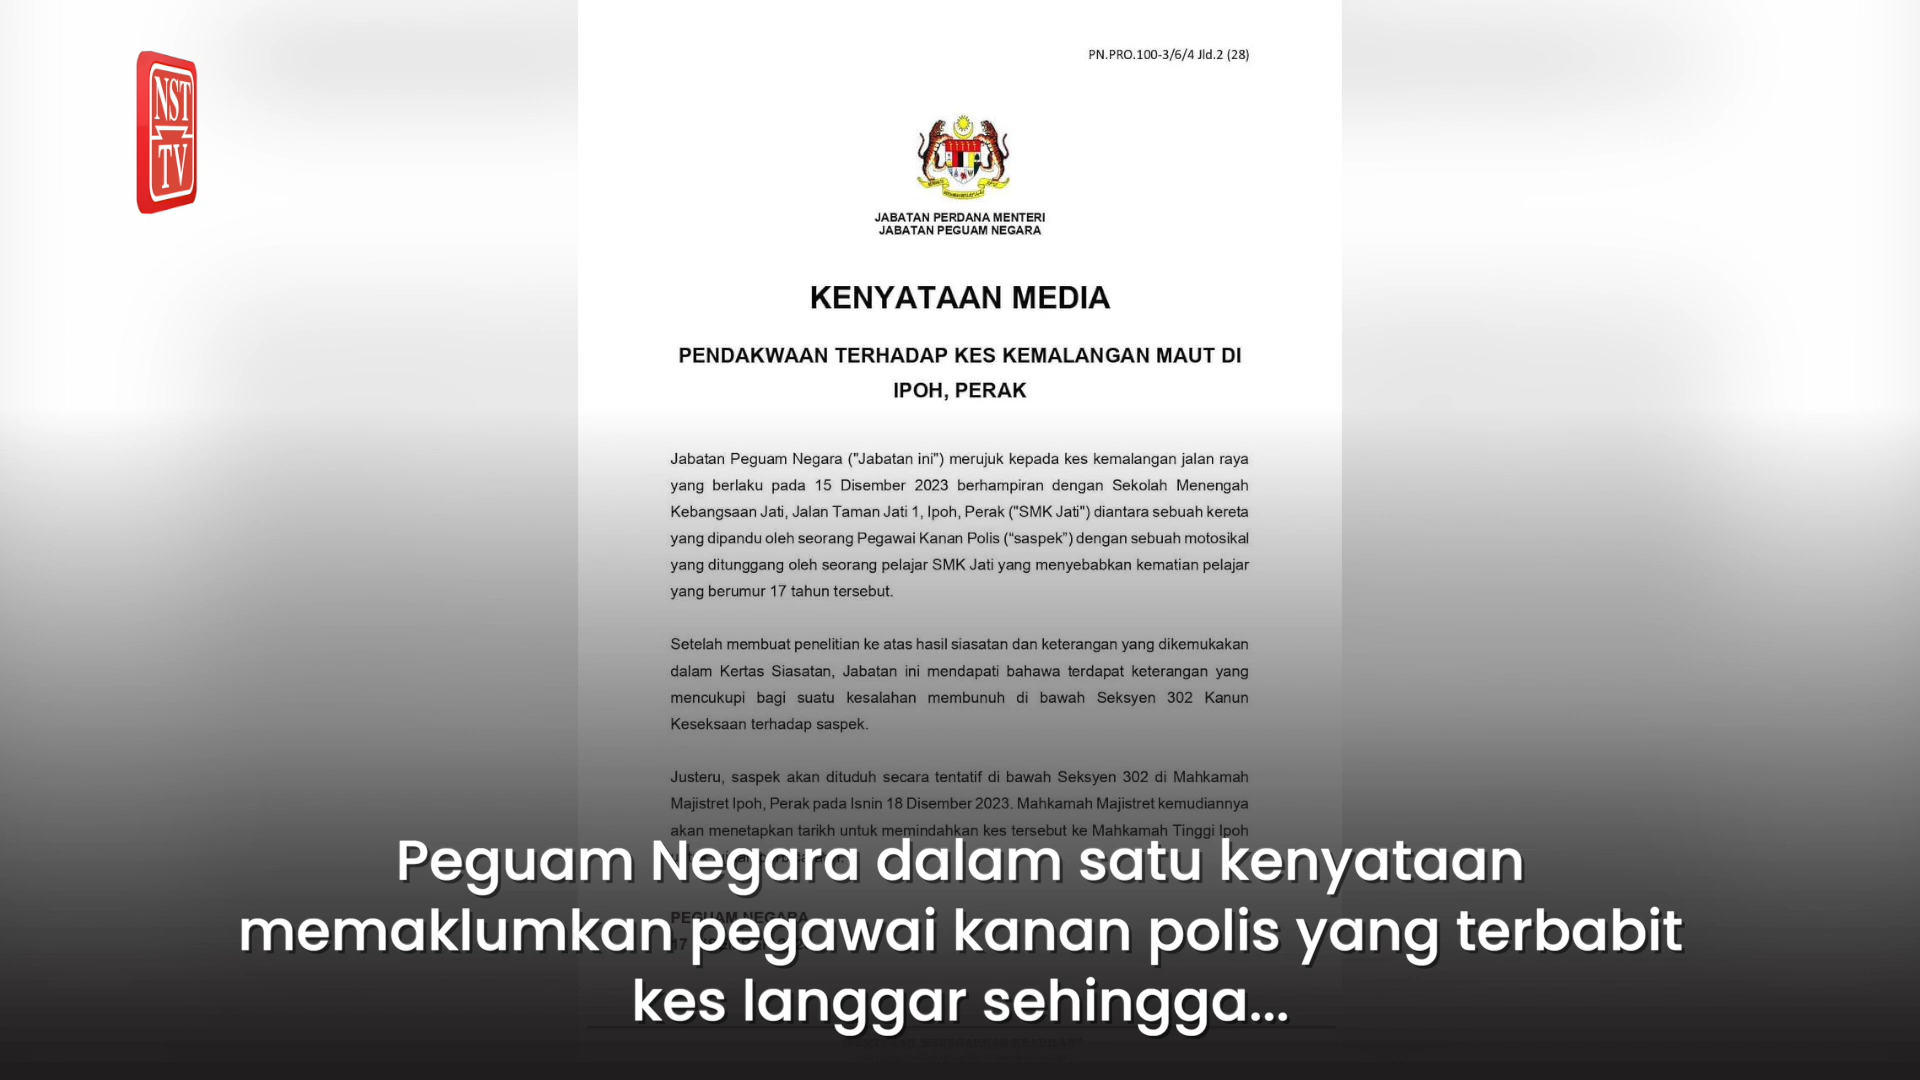 NST
TV
PN.PRO.100-3/6/4 Jld.2 (28)
JABATAN PERDANA MENTERI
JABATAN PEGUAM NEGARA
KENYATAAN MEDIA
PENDAKWAAN TERHADAP KES KEMALANGAN MAUT DI
IPOH, PERAK
Jabatan Peguam Negara ("Jabatan ini") merujuk kepada kes kemalangan jalan raya
yang berlaku pada 15 Disember 2023 berhampiran dengan Sekolah Menengah
Kebangsaan Jati, Jalan Taman Jati 1, Ipoh, Perak ("SMK Jati") diantara sebuah kereta
yang dipandu oleh seorang Pegawai Kanan Polis (“saspek”) dengan sebuah motosikal
yang ditunggang oleh seorang pelajar SMK Jati yang menyebabkan kematian pelajar
yang berumur 17 tahun tersebut.
Setelah membuat penelitian ke atas hasil siasatan dan keterangan yang dikemukakan
dalam Kertas Siasatan, Jabatan ini mendapati bahawa terdapat keterangan yang
mencukupi bagi suatu kesalahan membunuh di bawah Seksyen 302 Kanun
Keseksaan terhadap saspek.
Justeru, saspek akan dituduh secara tentatif di bawah Seksyen 302 di Mahkamah
Majistret Ipoh, Perak pada Isnin 18 Disember 2023. Mahkamah Majistret kemudiannya
akan menetapkan tarikh untuk memindahkan kes tersebut ke Mahkamah Tinggi Ipoh
PEGUAM NEGARA
17
Peguam Negara dalam satu kenyataan
memaklumkan pegawai kanan polis yang terbabit
kes langgar sehingga...